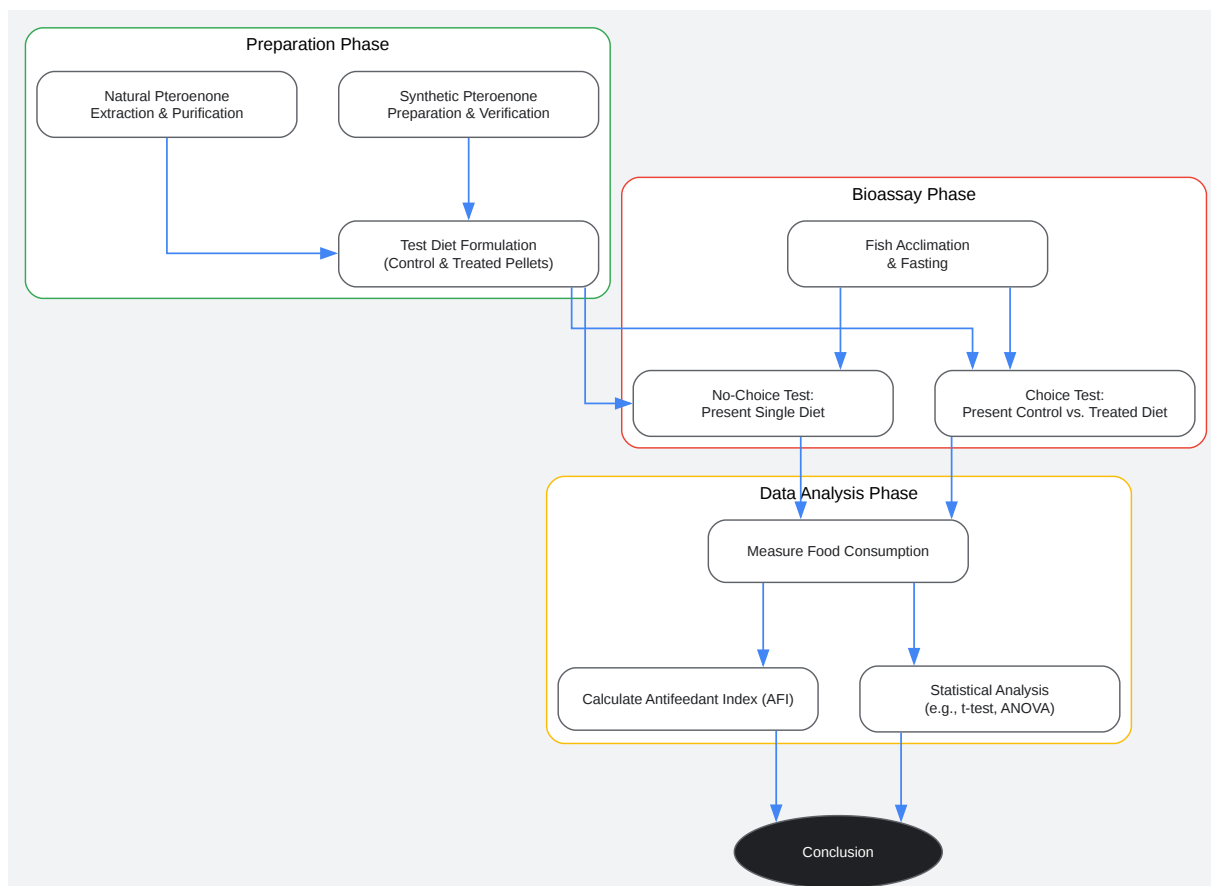 Preparation Phase
Natural Pteroenone
Extraction & Purification
Synthetic Pteroenone
Preparation & Verification
Test Diet Formulation
(Control & Treated Pellets)
Bioassay Phase
Fish Acclimation
& Fasting
No-Choice Test:
Present Single Diet
Choice Test:
Present Control vs. Treated Diet
Data Analysis Phase
Measure Food Consumption
Calculate Antifeedant Index (AFI)
Statistical Analysis
(e.g., t-test, ANOVA)
Conclusion